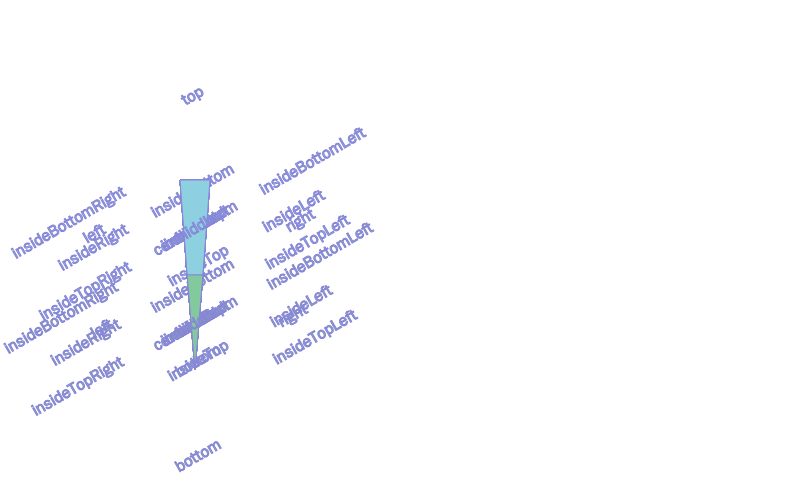 top
insideBottomLeft
insideBottomRight
insideBottom
left
insideLeft
right
insideRight
insideTopLeft
insideTop
insideTopRight
insideBottomLeft
insideBottomRight
insideBottom
left
insideLeft
right
insideRight
insideTopLeft
insideTop
insideTopRight
bottom